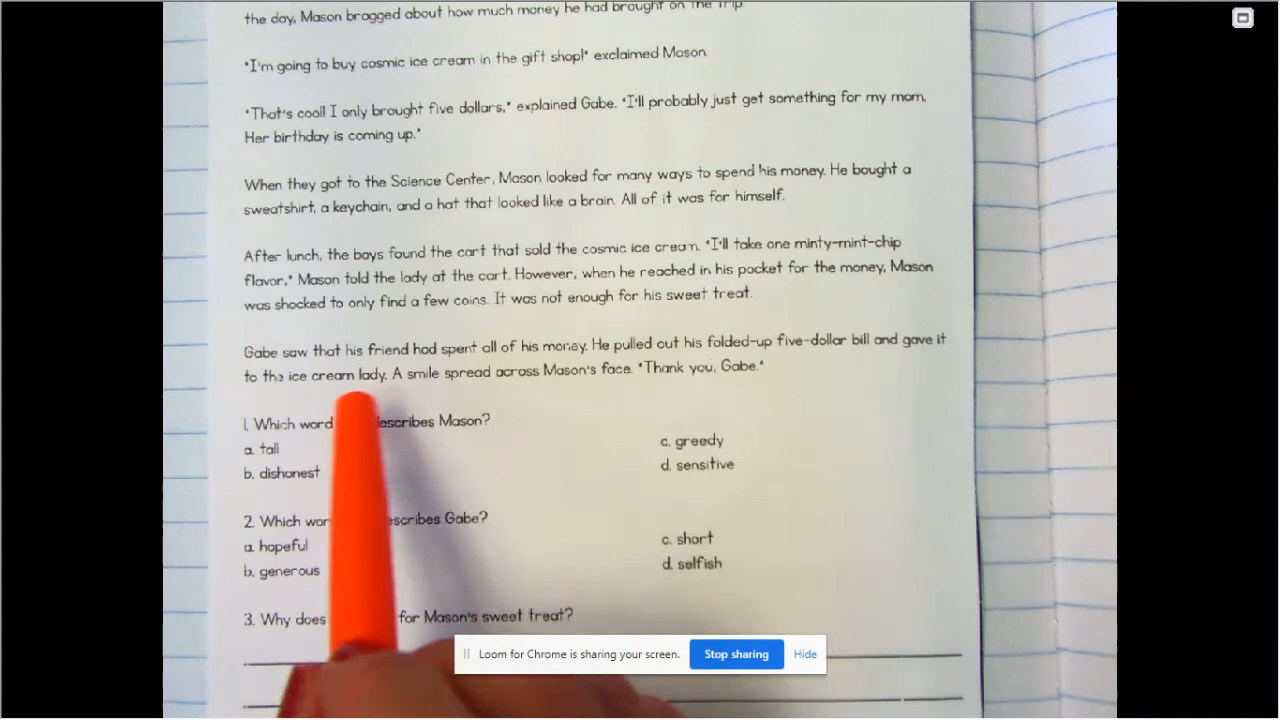 the day, Mason bragged about how much money he had brought on the trip.
"I'm going to buy cosmic ice cream in the gift shop!" exclaimed Mason.
"That's cool! I only brought five dollars," explained Gabe. "I'll probably just get something for my mom.
Her birthday is coming up."
When they got to the Science Center, Mason looked for many ways to spend his money. He bought a
sweatshirt, a keychain, and a hat that looked like a brain. All of it was for himself.
After lunch, the boys found the cart that sold the cosmic ice cream. "I'll take one minty-mint-chip
flavor," Mason told the lady at the cart. However, when he reached in his pocket for the money, Mason
was shocked to only find a few coins. It was not enough for his sweet treat.
Gabe saw that his friend had spent all of his money. He pulled out his folded-up five-dollar bill and gave it
to the ice cream lady. A smile spread across Mason's face. "Thank you, Gabe."
1. Which word describes Mason?
a. tall
c. greedy
b. dishonest
d. sensitive
2. Which describes Gabe?
a. hopeful
c. short
b. generous
d. selfish
3. Why does for Mason's sweet treat?
Loom for Chrome is sharing your screen. Stop sharing Hide